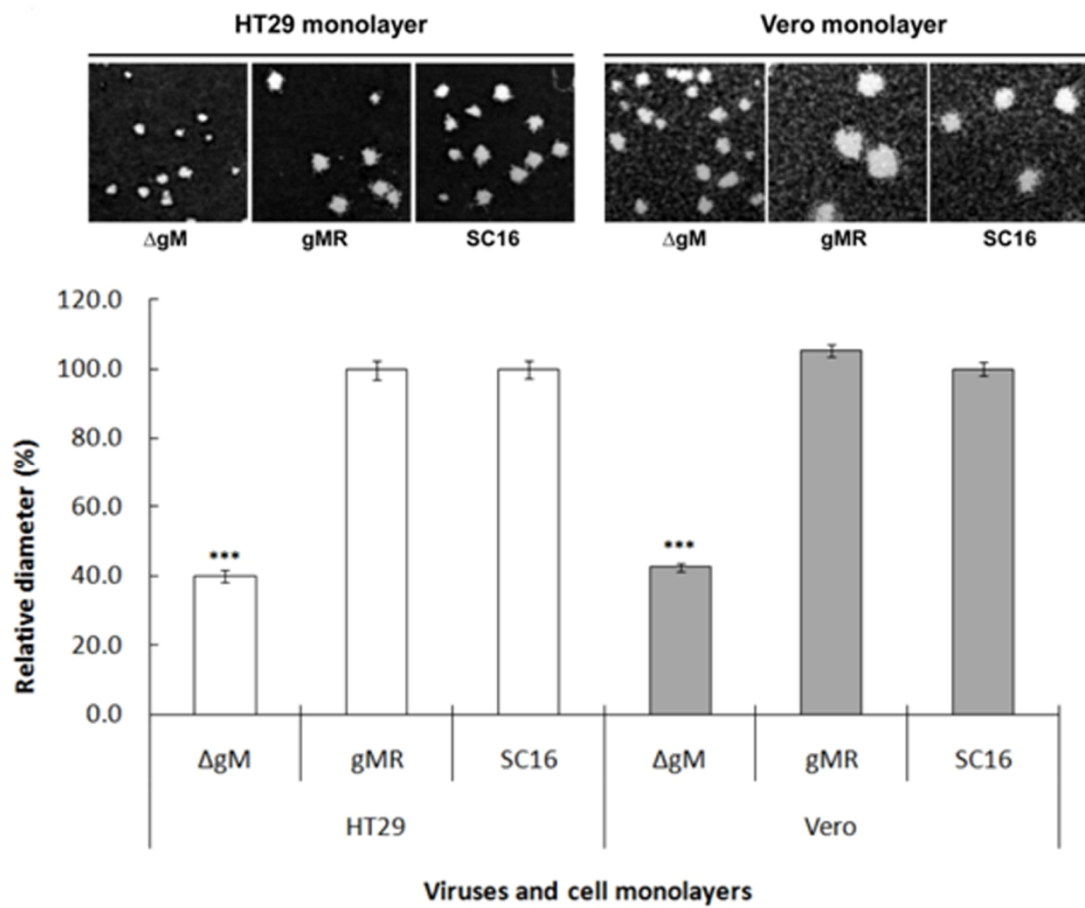 HT29 monolayer Vero monolayer
ΔgM gMR SC16 ΔgM gMR SC16
120.0
100.0
80.0
60.0
40.0
20.0
0.0
Relative diameter (%)
*** ***
ΔgM gMR SC16 ΔgM gMR SC16
HT29 Vero
Viruses and cell monolayers